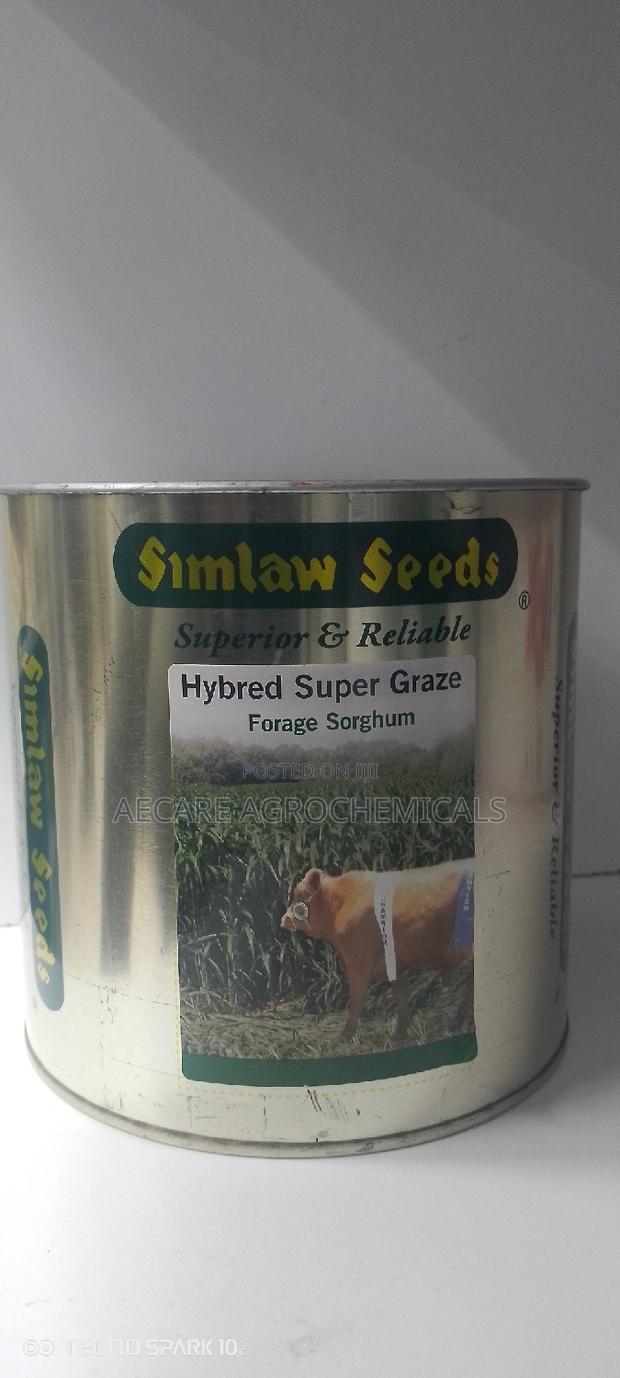 Simlaw Seeds
®
Superior & Reliable
Hybred Super Graze
Forage Sorghum
POSTED ON JIJI
AECARE AGROCHEMICALS
CHAMPION
Simlaw Seeds
Superior & Reliable
TECNO SPARK 10C